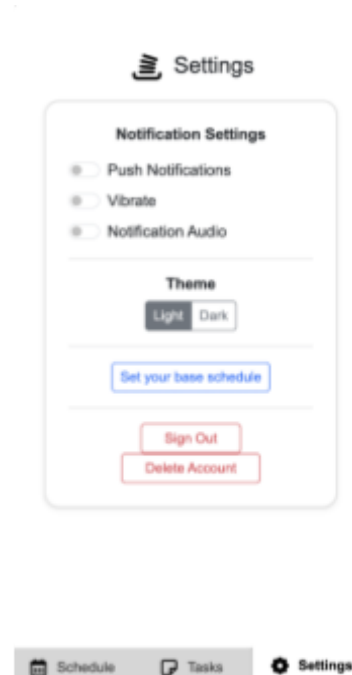 Settings
Notification Settings
Push Notifications
Vibrate
Notification Audio
Theme
Light Dark
Set your base schedule
Sign Out
Delete Account
Schedule Tasks Settings